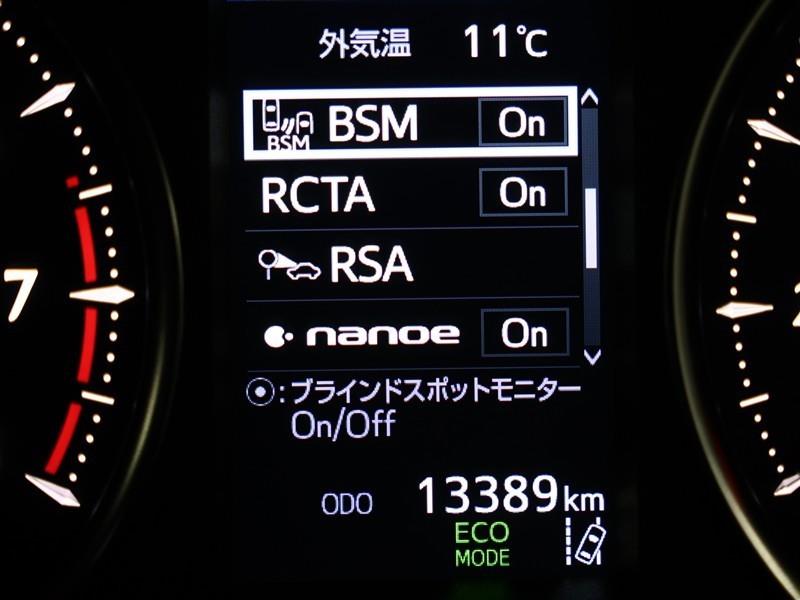 外気温 11℃
BSM BSM On
RCTA On
RSA
nanoe On
7
:ブラインドスポットモニター
On/Off
ODO 13389km
ECO
MODE